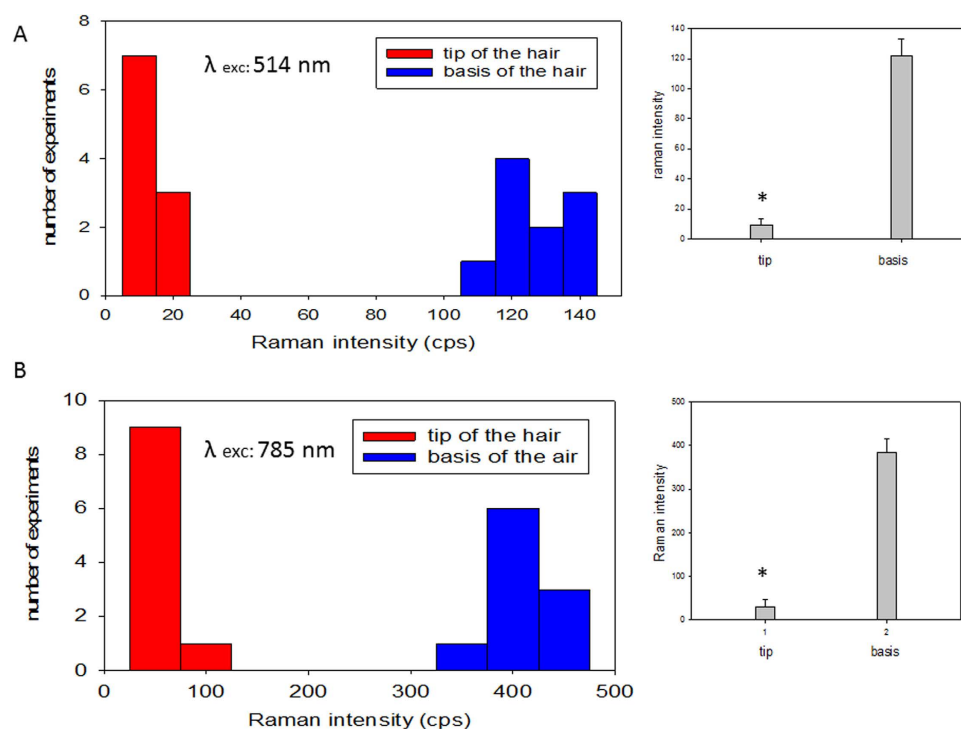 A
8
6
4
2
0
number of experiments
λ exc: 514 nm
tip of the hair
basis of the hair
0 20 40 60 80 100 120 140
Raman intensity (cps)
140
120
100
80
60
40
20
0
raman intensity
*
tip basis
B
10
8
6
4
2
0
number of experiments
λ exc: 785 nm
tip of the hair
basis of the air
0 100 200 300 400 500
Raman intensity (cps)
500
400
300
200
100
0
Raman intensity
*
1 2
tip basis